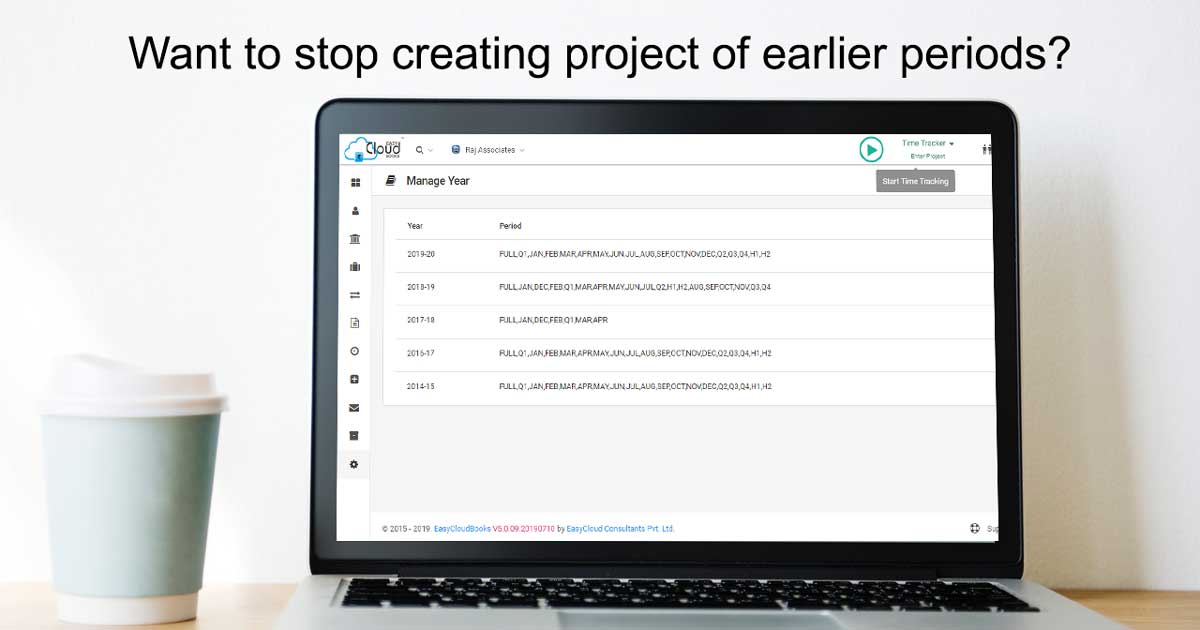 Want to stop creating project of earlier periods?
EASY
Cloud
BOOKS
Raj Associates
Time Tracker
Enter Project
Manage Year
Start Time Tracking
Year Period
2019-20 FULL,Q1,JAN,FEB,MAR,APR,MAY,JUN,JUL,AUG,SEP,OCT,NOV,DEC,Q2,Q3,Q4,H1,H2
2018-19 FULL,JAN,DEC,FEB,Q1,MAR,APR,MAY,JUN,JUL,Q2,H1,H2,AUG,SEP,OCT,NOV,Q3,Q4
2017-18 FULL,JAN,DEC,FEB,Q1,MAR,APR
2016-17 FULL,Q1,JAN,FEB,MAR,APR,MAY,JUN,JUL,AUG,SEP,OCT,NOV,DEC,Q2,Q3,Q4,H1,H2
2014-15 FULL,Q1,JAN,FEB,MAR,APR,MAY,JUN,JUL,AUG,SEP,OCT,NOV,DEC,Q2,Q3,Q4,H1,H2
© 2015 - 2019. EasyCloudBooks V5.0.09.20190710 by EasyCloud Consultants Pvt. Ltd.
Sup